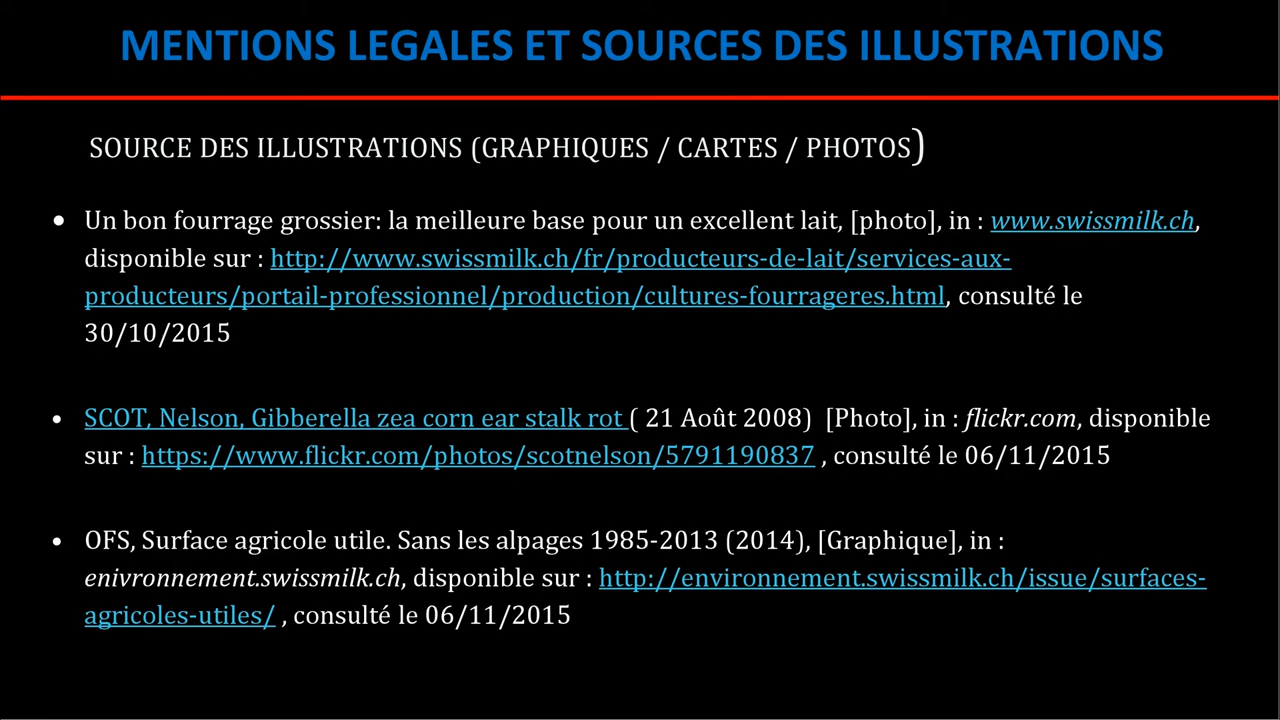 MENTIONS LEGALES ET SOURCES DES ILLUSTRATIONS
SOURCE DES ILLUSTRATIONS (GRAPHIQUES / CARTES / PHOTOS)
• Un bon fourrage grossier: la meilleure base pour un excellent lait, [photo], in : www.swissmilk.ch,
disponible sur : http://www.swissmilk.ch/fr/producteurs-de-lait/services-aux-
producteurs/portail-professionnel/production/cultures-fourrageres.html, consulté le
30/10/2015
• SCOT, Nelson, Gibberella zea corn ear stalk rot ( 21 Août 2008) [Photo], in : flickr.com, disponible
sur : https://www.flickr.com/photos/scotnelson/5791190837 , consulté le 06/11/2015
• OFS, Surface agricole utile. Sans les alpages 1985-2013 (2014), [Graphique], in :
enivronnement.swissmilk.ch, disponible sur : http://environnement.swissmilk.ch/issue/surfaces-
agricoles-utiles/ , consulté le 06/11/2015